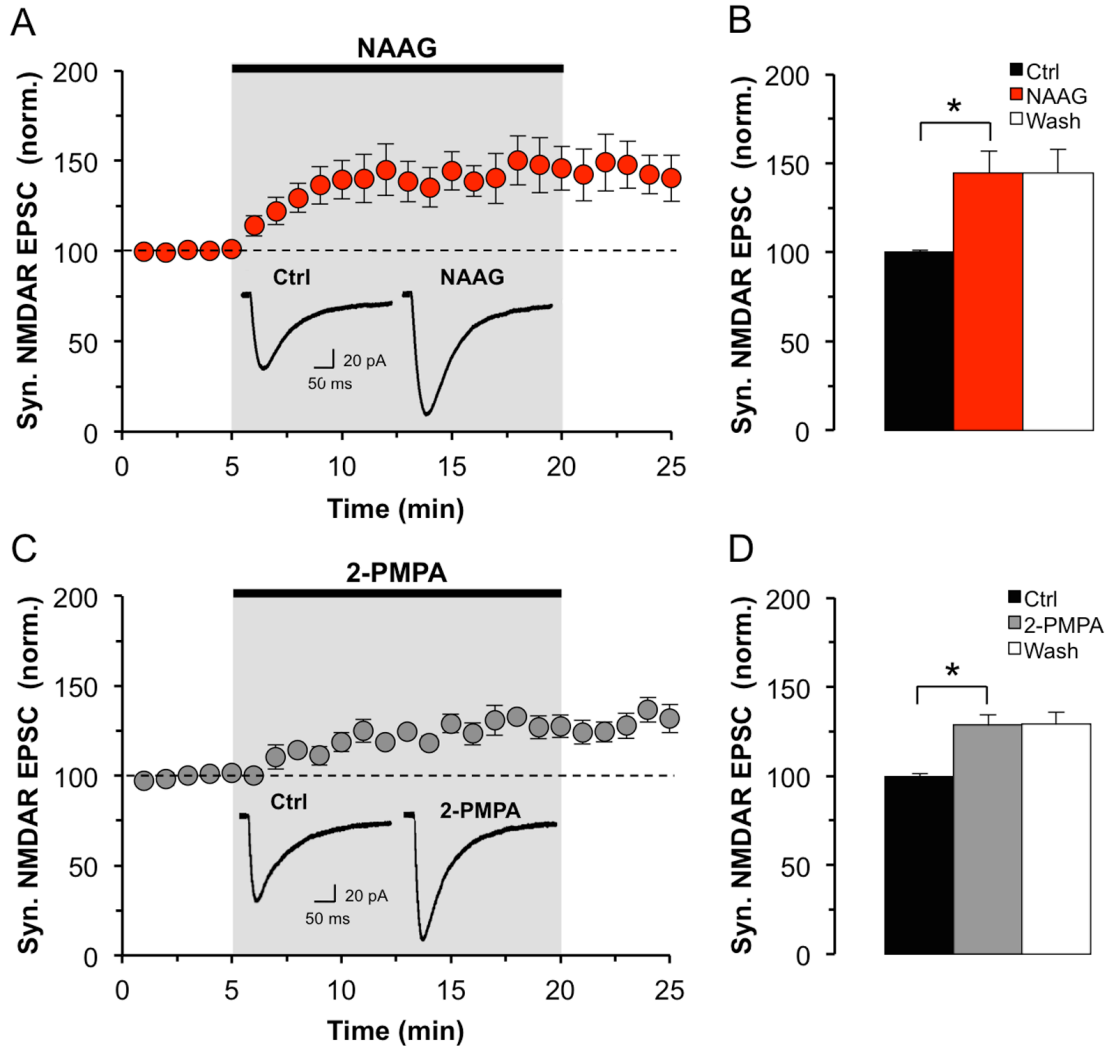 A
NAAG
Syn. NMDAR EPSC (norm.)
200
150
100
50
0
Ctrl
NAAG
20 pA
50 ms
0
5
10
15
20
25
Time (min)
B
Ctrl
NAAG
Wash
Syn. NMDAR EPSC (norm.)
200
150
100
50
0
*
C
2-PMPA
Syn. NMDAR EPSC (norm.)
200
150
100
50
0
Ctrl
2-PMPA
20 pA
50 ms
0
5
10
15
20
25
Time (min)
D
Ctrl
2-PMPA
Wash
Syn. NMDAR EPSC (norm.)
200
150
100
50
0
*